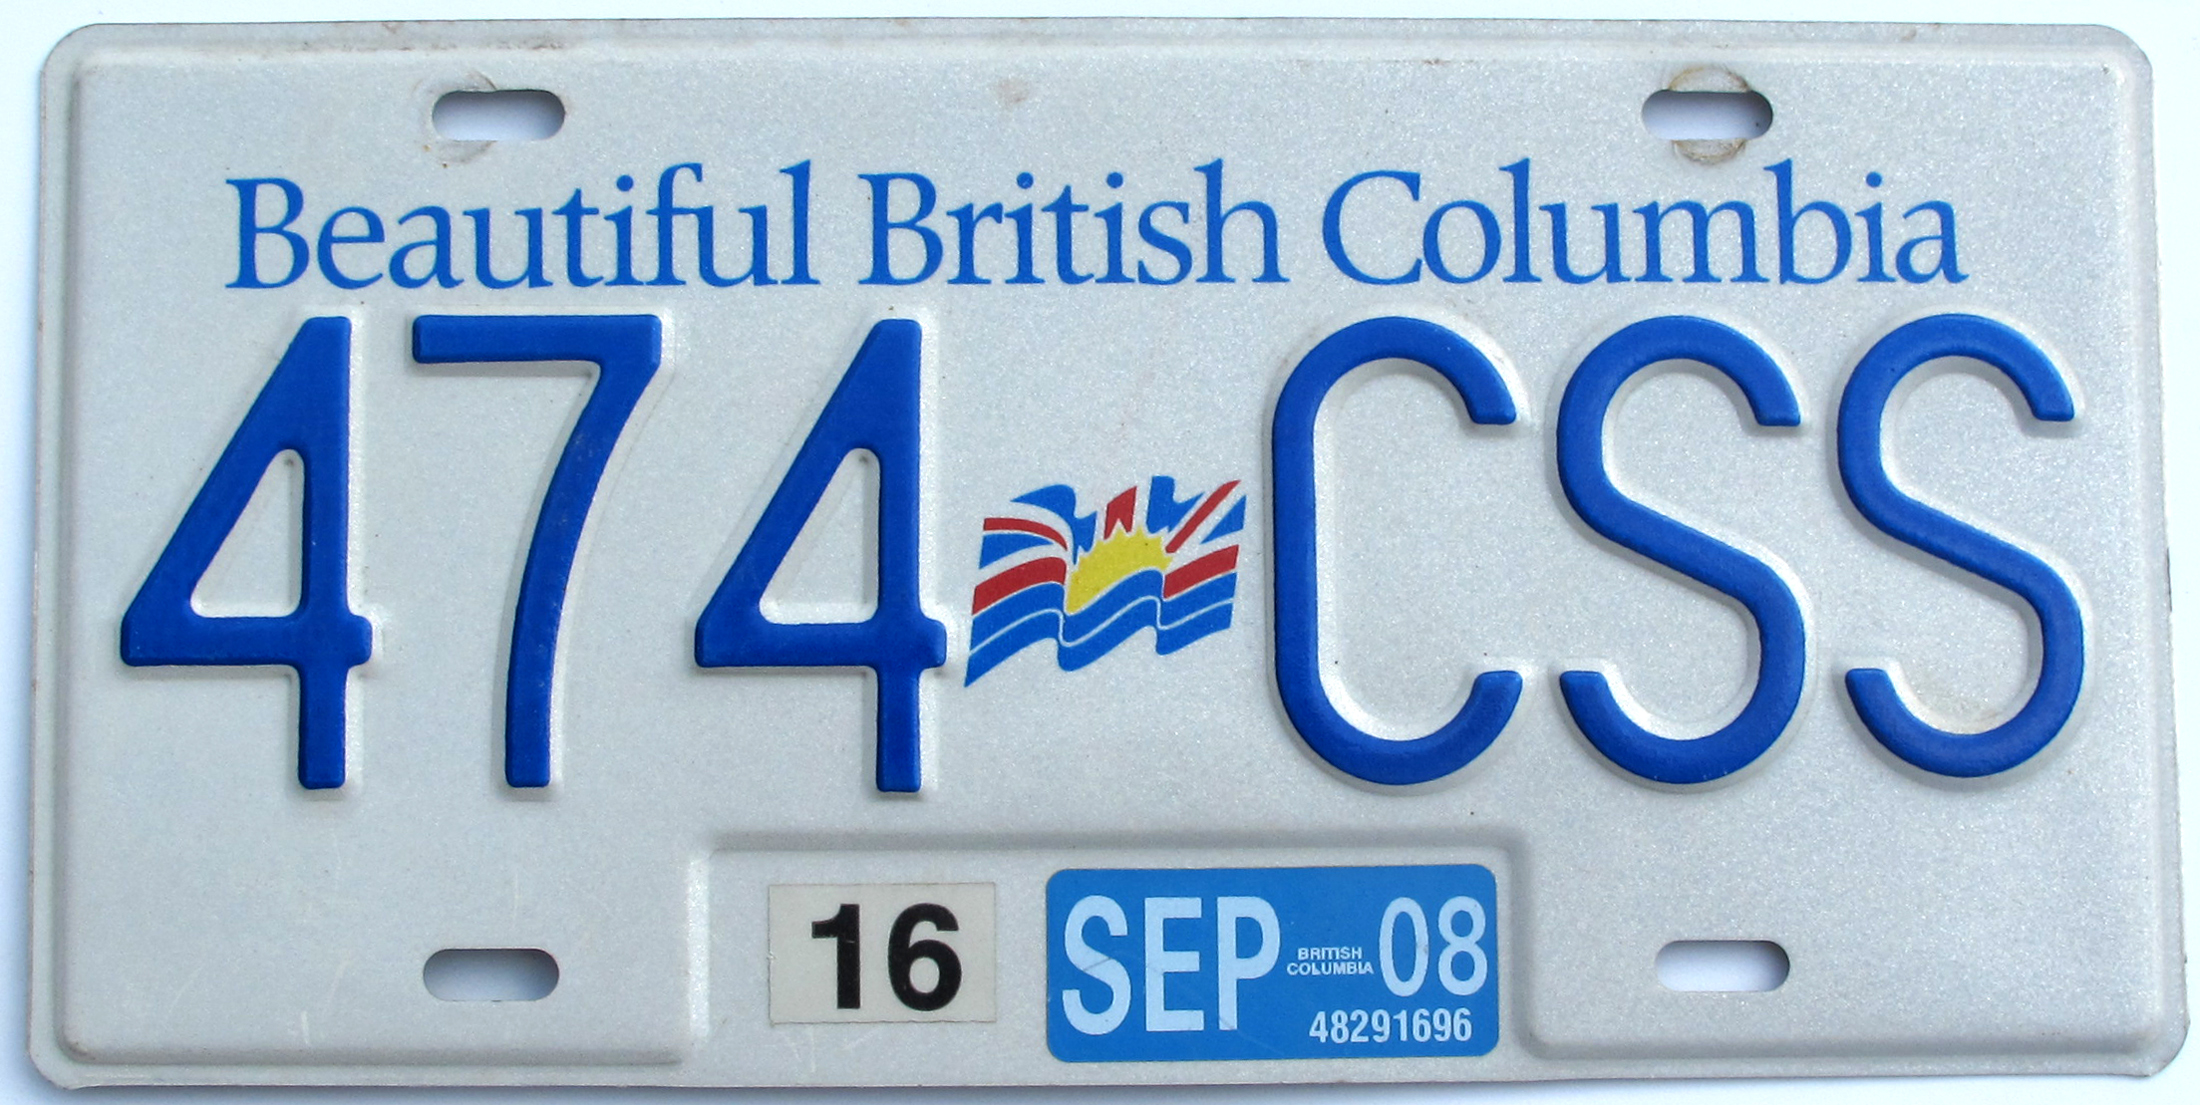 Beautiful British Columbia
474 CSS
16 SEP BRITISH COLUMBIA 08
48291696